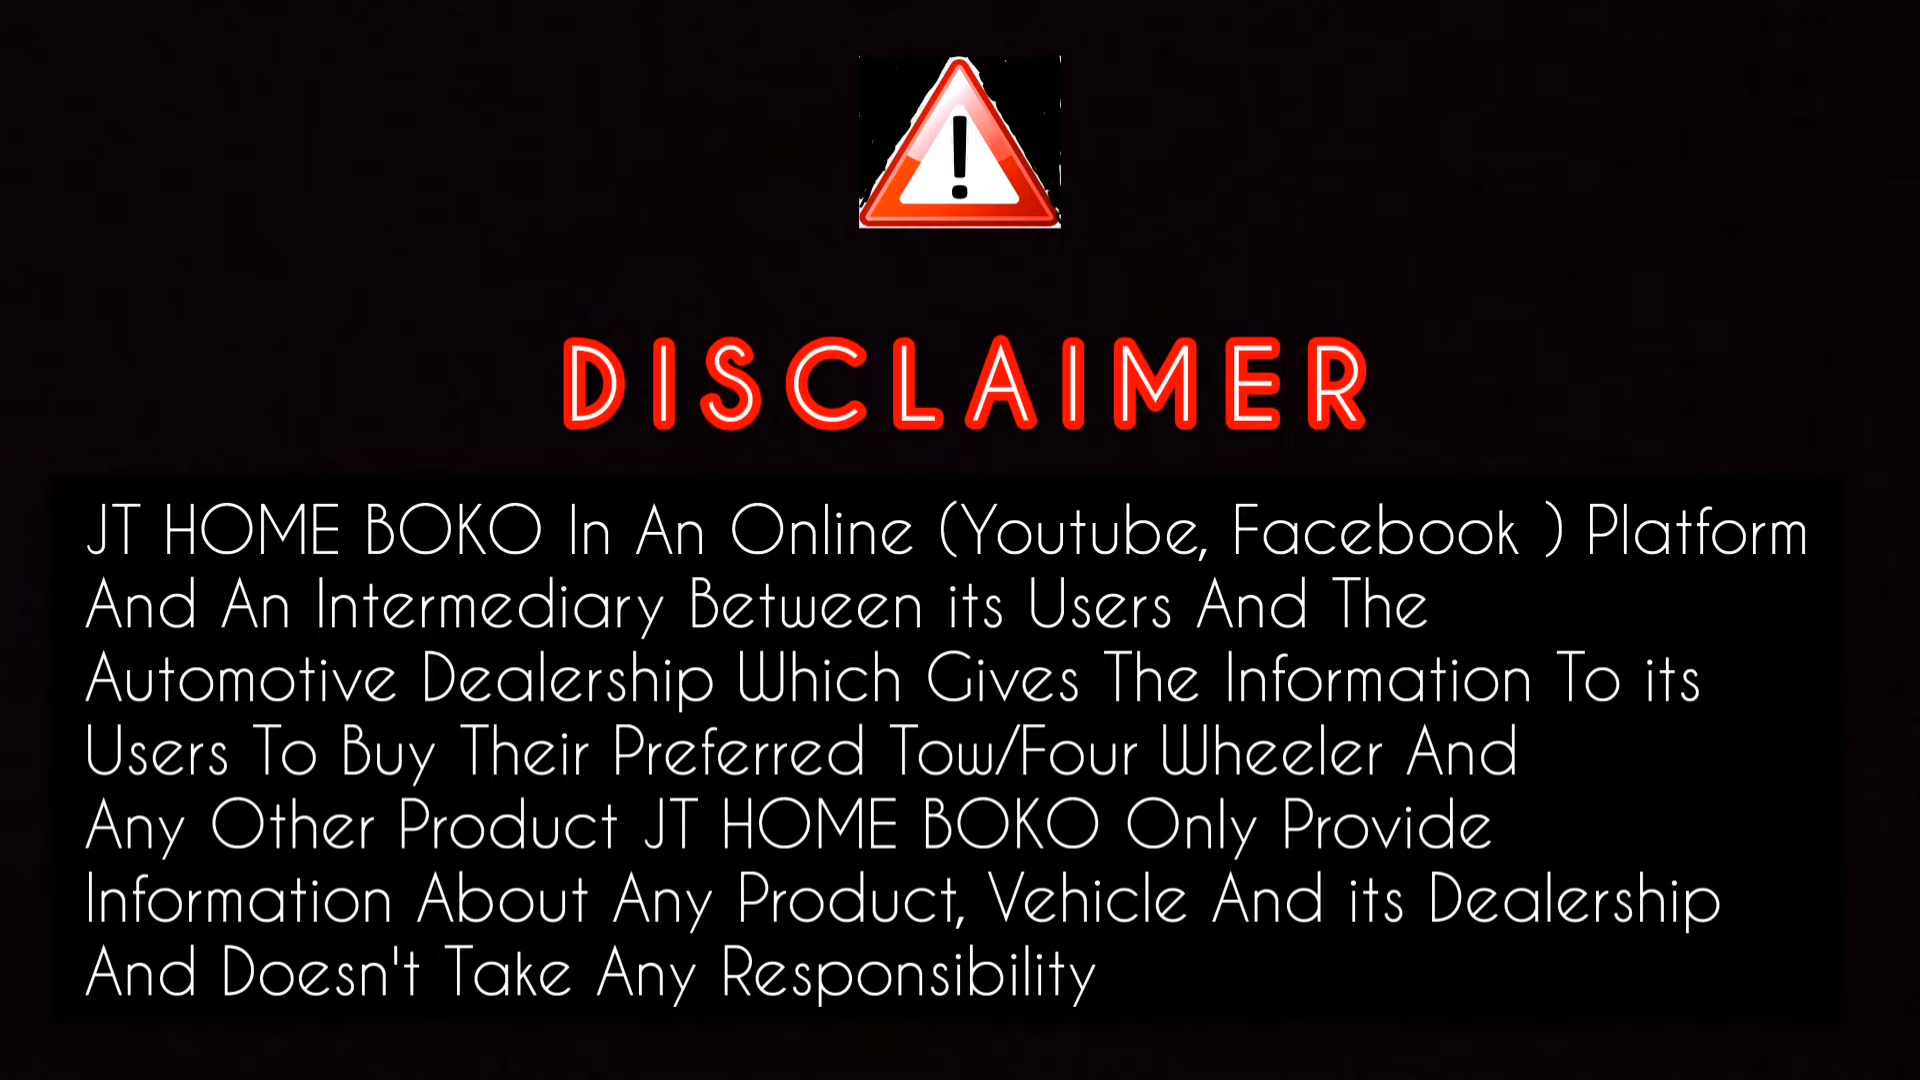 !
DISCLAIMER
JT HOME BOKO In An Online (Youtube, Facebook ) Platform
And An Intermediary Between its Users And The
Automotive Dealership Which Gives The Information To its
Users To Buy Their Preferred Tow/Four Wheeler And
Any Other Product JT HOME BOKO Only Provide
Information About Any Product, Vehicle And its Dealership
And Doesn't Take Any Responsibility